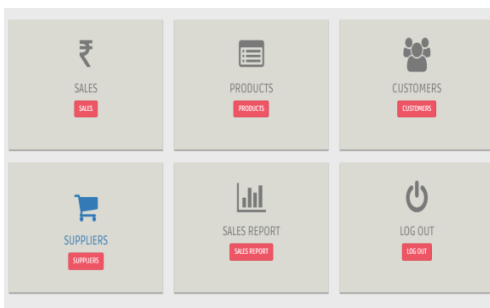 ₹
SALES
SALES
PRODUCTS
PRODUCTS
CUSTOMERS
CUSTOMERS
SUPPLIERS
SUPPLIERS
SALES REPORT
SALES REPORT
LOG OUT
LOG OUT